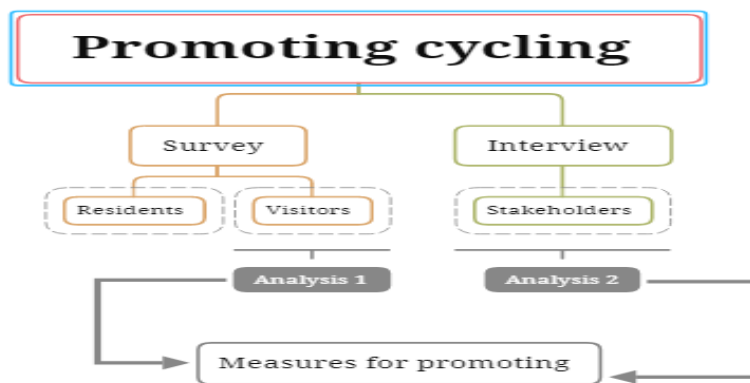 Promoting cycling
Survey
Interview
Residents
Visitors
Stakeholders
Analysis 1
Analysis 2
Measures for promoting